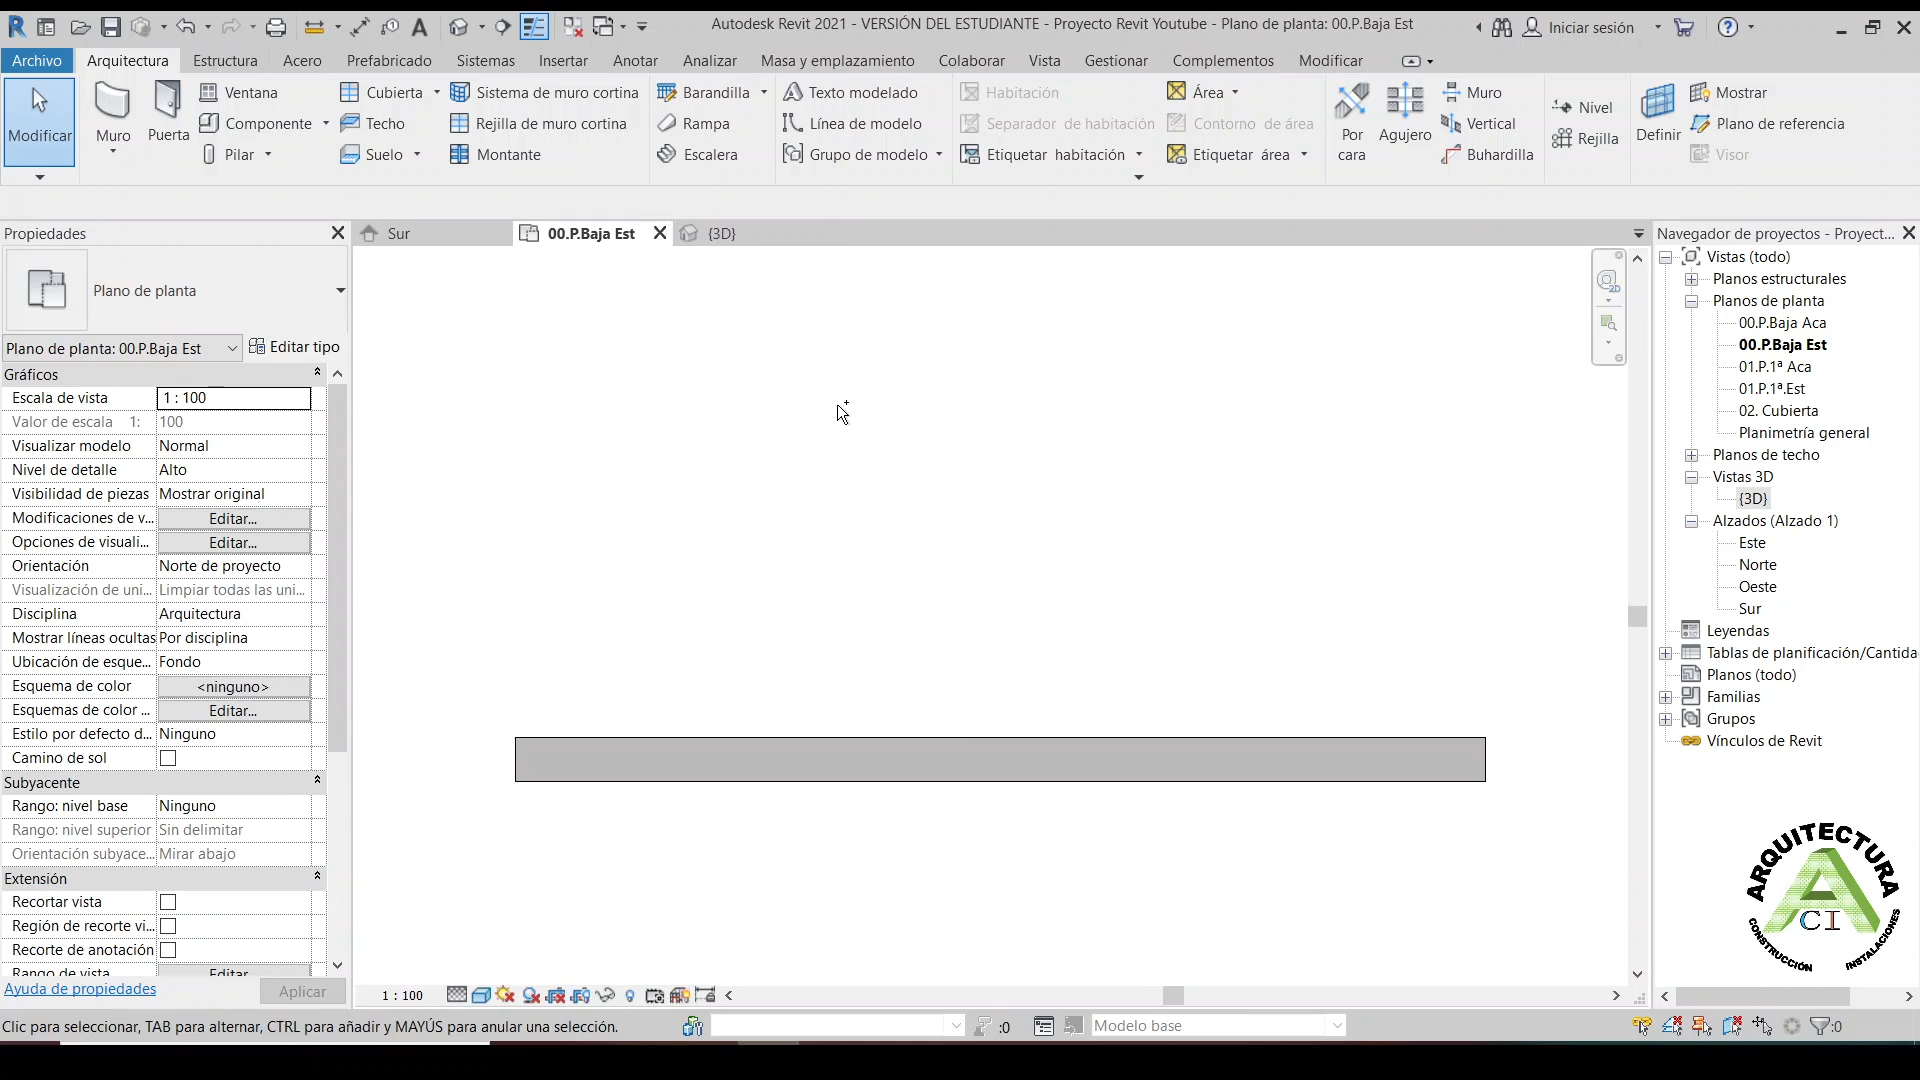 Autodesk Revit 2021 - VERSIÓN DEL ESTUDIANTE - Proyecto Revit Youtube - Plano de planta: 00.P.Baja Est
Iniciar sesión
Archivo Arquitectura Estructura Acero Prefabricado Sistemas Insertar Anotar Analizar Masa y emplazamiento Colaborar Vista Gestionar Complementos Modificar
Ventana Cubierta Sistema de muro cortina Barandilla Texto modelado Habitación Área Muro Mostrar
Componente Techo Rejilla de muro cortina Rampa Línea de modelo Separador de habitación Contorno de área Vertical Nivel Plano de referencia
Modificar Muro Puerta Por cara Agujero Definir
Pilar Suelo Montante Escalera Grupo de modelo Etiquetar habitación Etiquetar área Buhardilla Rejilla Visor
Propiedades
Sur 00.P.Baja Est {3D}
Plano de planta
Plano de planta: 00.P.Baja Est Editar tipo
Gráficos
Escala de vista 1 : 100
Valor de escala 1: 100
Visualizar modelo Normal
Nivel de detalle Alto
Visibilidad de piezas Mostrar original
Modificaciones de v... Editar...
Opciones de visuali... Editar...
Orientación Norte de proyecto
Visualización de uni... Limpiar todas las uni...
Disciplina Arquitectura
Mostrar líneas ocultas Por disciplina
Ubicación de esque... Fondo
Esquema de color <ninguno>
Esquemas de color ... Editar...
Estilo por defecto d... Ninguno
Camino de sol
Subyacente
Rango: nivel base Ninguno
Rango: nivel superior Sin delimitar
Orientación subyace... Mirar abajo
Extensión
Recortar vista
Región de recorte vi...
Recorte de anotación
Rango de vista Editar...
Ayuda de propiedades Aplicar
2D
Navegador de proyectos - Proyect...
Vistas (todo)
Planos estructurales
Planos de planta
00.P.Baja Aca
00.P.Baja Est
01.P.1ª Aca
01.P.1ª.Est
02. Cubierta
Planimetría general
Planos de techo
Vistas 3D
{3D}
Alzados (Alzado 1)
Este
Norte
Oeste
Sur
Leyendas
Tablas de planificación/Cantida
Planos (todo)
Familias
Grupos
Vínculos de Revit
ARQUITECTURA
CI
CONSTRUCCIÓN INSTALACIONES
1 : 100
Clic para seleccionar, TAB para alternar, CTRL para añadir y MAYÚS para anular una selección.
:0
Modelo base
:0